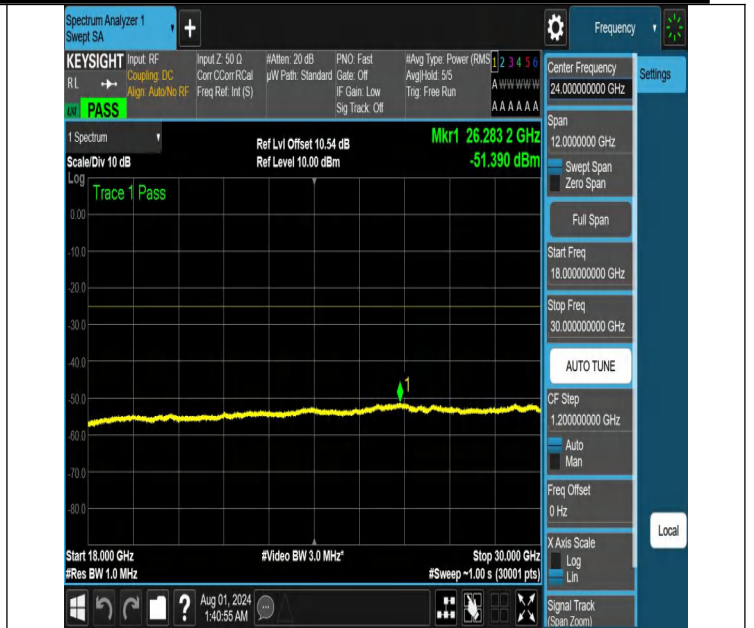 Spectrum Analyzer 1
Swept SA
+
Frequency
KEYSIGHT
Input: RF
Coupling: DC
Align: Auto/No RF
Input Z: 50 Ω
Corr CCorr RCal
Freq Ref: Int (S)
#Atten: 20 dB
µW Path: Standard
PNO: Fast
Gate: Off
IF Gain: Low
Sig Track: Off
#Avg Type: Power (RMS
Avg|Hold: 5/5
Trig: Free Run
1 2 3 4 5 6
A W W W W W
A A A A A A
RL
LXI
PASS
1 Spectrum
Scale/Div 10 dB
Ref Lvl Offset 10.54 dB
Ref Level 10.00 dBm
Mkr1 26.283 2 GHz
-51.390 dBm
Log
Trace 1 Pass
0.00
-10.0
-20.0
-30.0
-40.0
-50.0
-60.0
-70.0
-80.0
1
Start 18.000 GHz
#Res BW 1.0 MHz
#Video BW 3.0 MHz*
Stop 30.000 GHz
#Sweep ~1.00 s (30001 pts)
Center Frequency
24.000000000 GHz
Settings
Span
12.0000000 GHz
Swept Span
Zero Span
Full Span
Start Freq
18.000000000 GHz
Stop Freq
30.000000000 GHz
AUTO TUNE
CF Step
1.200000000 GHz
Auto
Man
Freq Offset
0 Hz
X Axis Scale
Log
Lin
Local
Signal Track
(Span Zoom)
?
Aug 01, 2024
1:40:55 AM